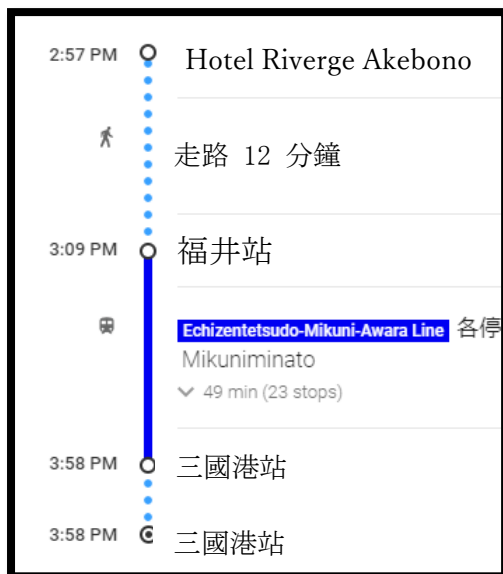 2:57 PM Hotel Riverge Akebono
走路 12 分鐘
3:09 PM 福井站
Echizentetsudo-Mikuni-Awara Line 各停
Mikuniminato
49 min (23 stops)
3:58 PM 三國港站
3:58 PM 三國港站